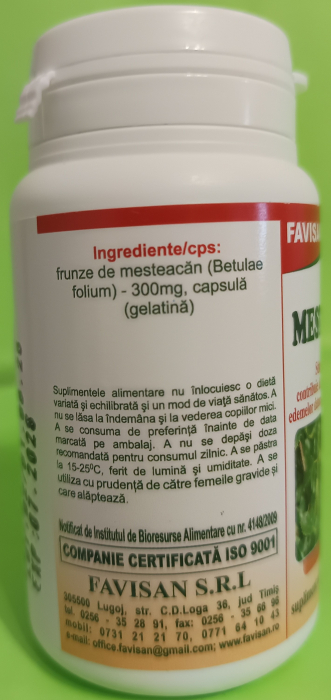 Ingrediente/cps:
frunze de mesteacăn (Betulae
folium) - 300mg, capsulă
(gelatină)
Suplimentele alimentare nu înlocuiesc o dietă
variată şi echilibrată şi un mod de viaţă sănătos. A
nu se lăsa la îndemâna şi la vederea copiilor mici.
A se consuma de preferinţă înainte de data
marcată pe ambalaj. A nu se depăşi doza
recomandată pentru consumul zilnic. A se păstra
la 15-25°C, ferit de lumină şi umiditate. A se
utiliza cu prudenţă de către femeile gravide şi
care alăptează.
Notificat de Institutul de Bioresurse Alimentare cu nr. 4148/2009
COMPANIE CERTIFICATĂ ISO 9001
FAVISAN S.R.L
305500 Lugoj, str. C.D.Loga 36, jud Timiş
tel. 0256 - 35 28 91, fax: 0256 - 35 66 96
mobil: 0731 21 21 70, 0771 64 10 43
e-mail: office.favisan@gmail.com; www.favisan.ro
FAVISAN
MES
edemelor